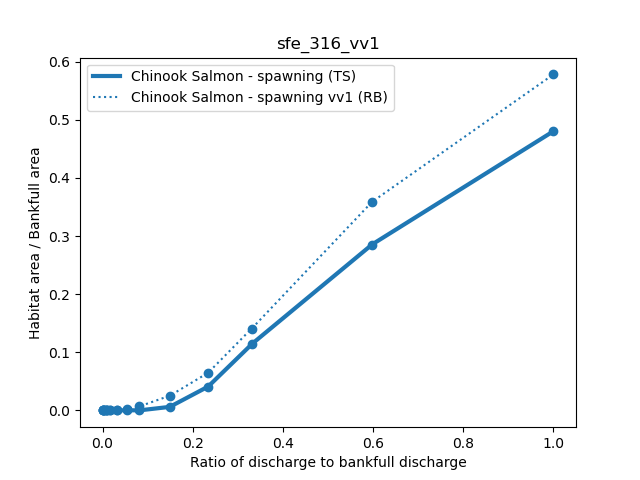 sfe_316_vv1
Chinook Salmon - spawning (TS)
Chinook Salmon - spawning vv1 (RB)
Habitat area / Bankfull area
0.6
0.5
0.4
0.3
0.2
0.1
0.0
0.0 0.2 0.4 0.6 0.8 1.0
Ratio of discharge to bankfull discharge